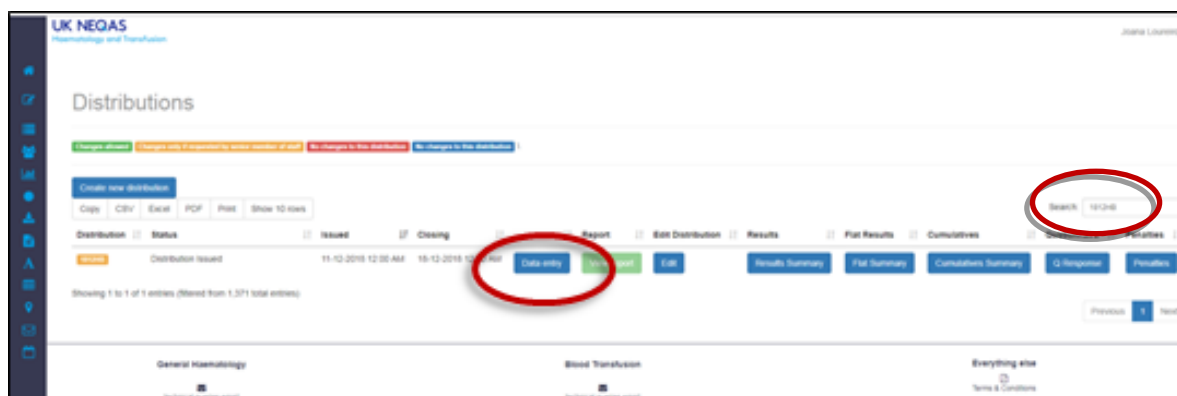 UK NEQAS
Haematology and Transfusion
Distributions
Changes allowed Changes only if requested by senior member of staff No changes to this distribution No changes to this distribution
Create new distribution
Copy CSV Excel PDF Print Show 10 rows
Search:
Distribution Status Issued Closing Report Edit Distribution Results Flat Results Cumulatives Penalties
Distribution Issued 11-12-2018 12:00 AM Data entry Edit Results Summary Flat Summary Cumulatives Summary Q Response Penalties
Showing 1 to 1 of 1 entries (filtered from 1,371 total entries)
Previous 1 Next
General Haematology Blood Transfusion Everything else
Terms & Conditions